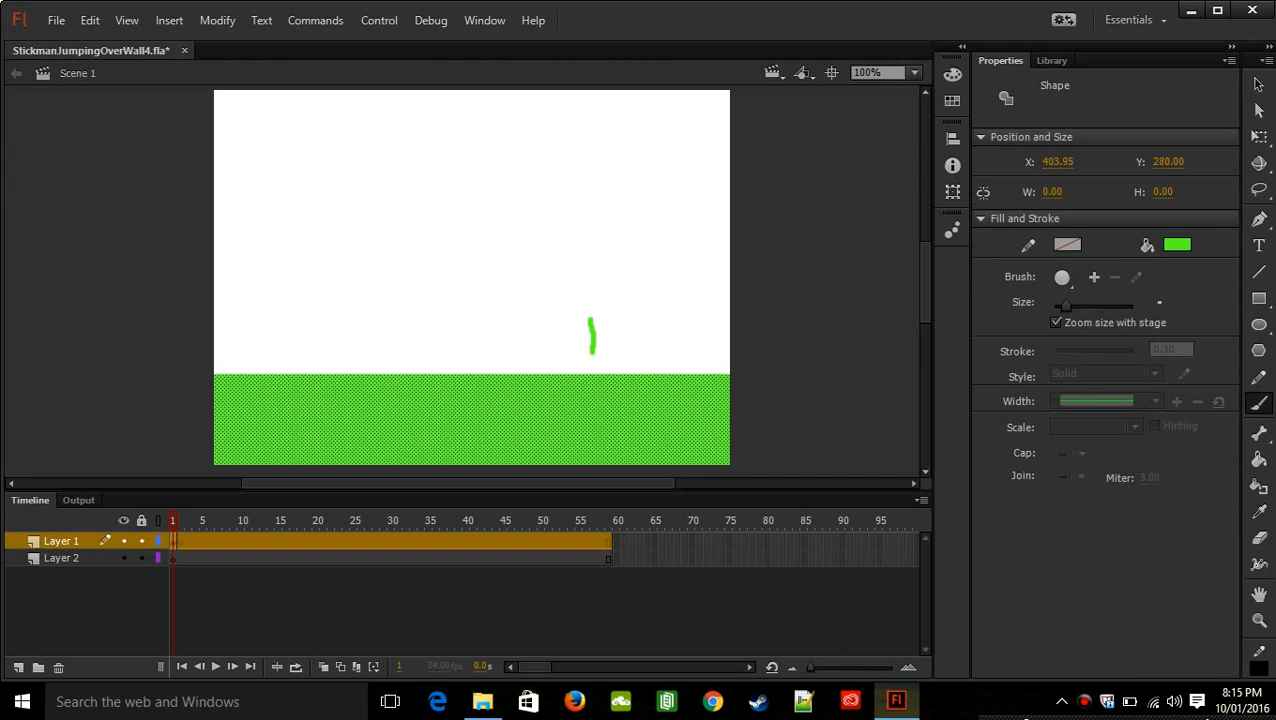 Fl File Edit View Insert Modify Text Commands Control Debug Window Help Essentials
StickmanJumpingOverWall4.fla*
Scene 1 100%
Properties Library
Shape
Position and Size
X: 403.95 Y: 280.00
W: 0.00 H: 0.00
Fill and Stroke
Brush:
Size:
Zoom size with stage
Stroke: 0.10
Style: Solid
Width:
Scale: Hinting
Cap:
Join: Miter: 3.00
Timeline Output
1 5 10 15 20 25 30 35 40 45 50 55 60 65 70 75 80 85 90 95
Layer 1
Layer 2
1 24.00 fps 0.0 s
Search the web and Windows
Fl
8:15 PM
10/01/2016